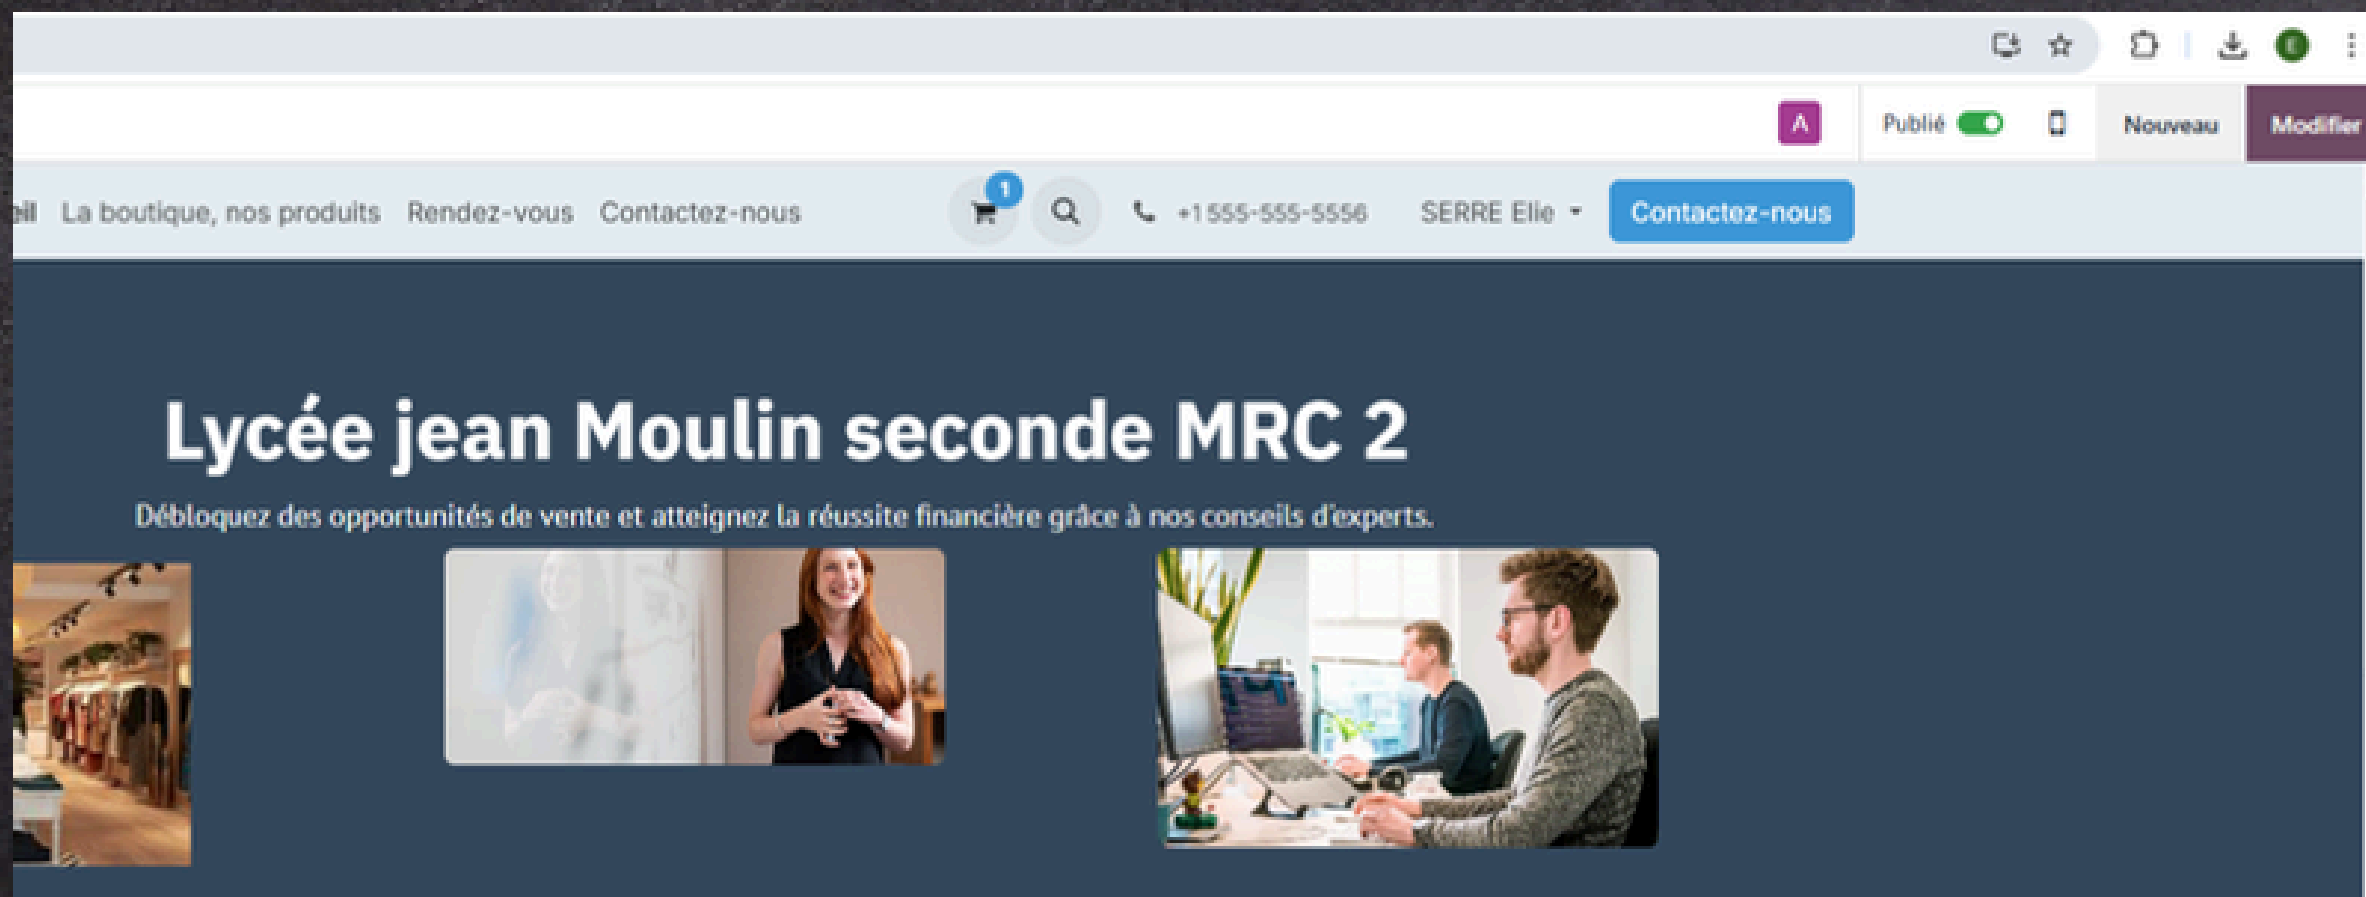 A Publié Nouveau Modifier
eil La boutique, nos produits Rendez-vous Contactez-nous 1 +1 555-555-5556 SERRE Elie Contactez-nous
Lycée jean Moulin seconde MRC 2
Débloquez des opportunités de vente et atteignez la réussite financière grâce à nos conseils d'experts.